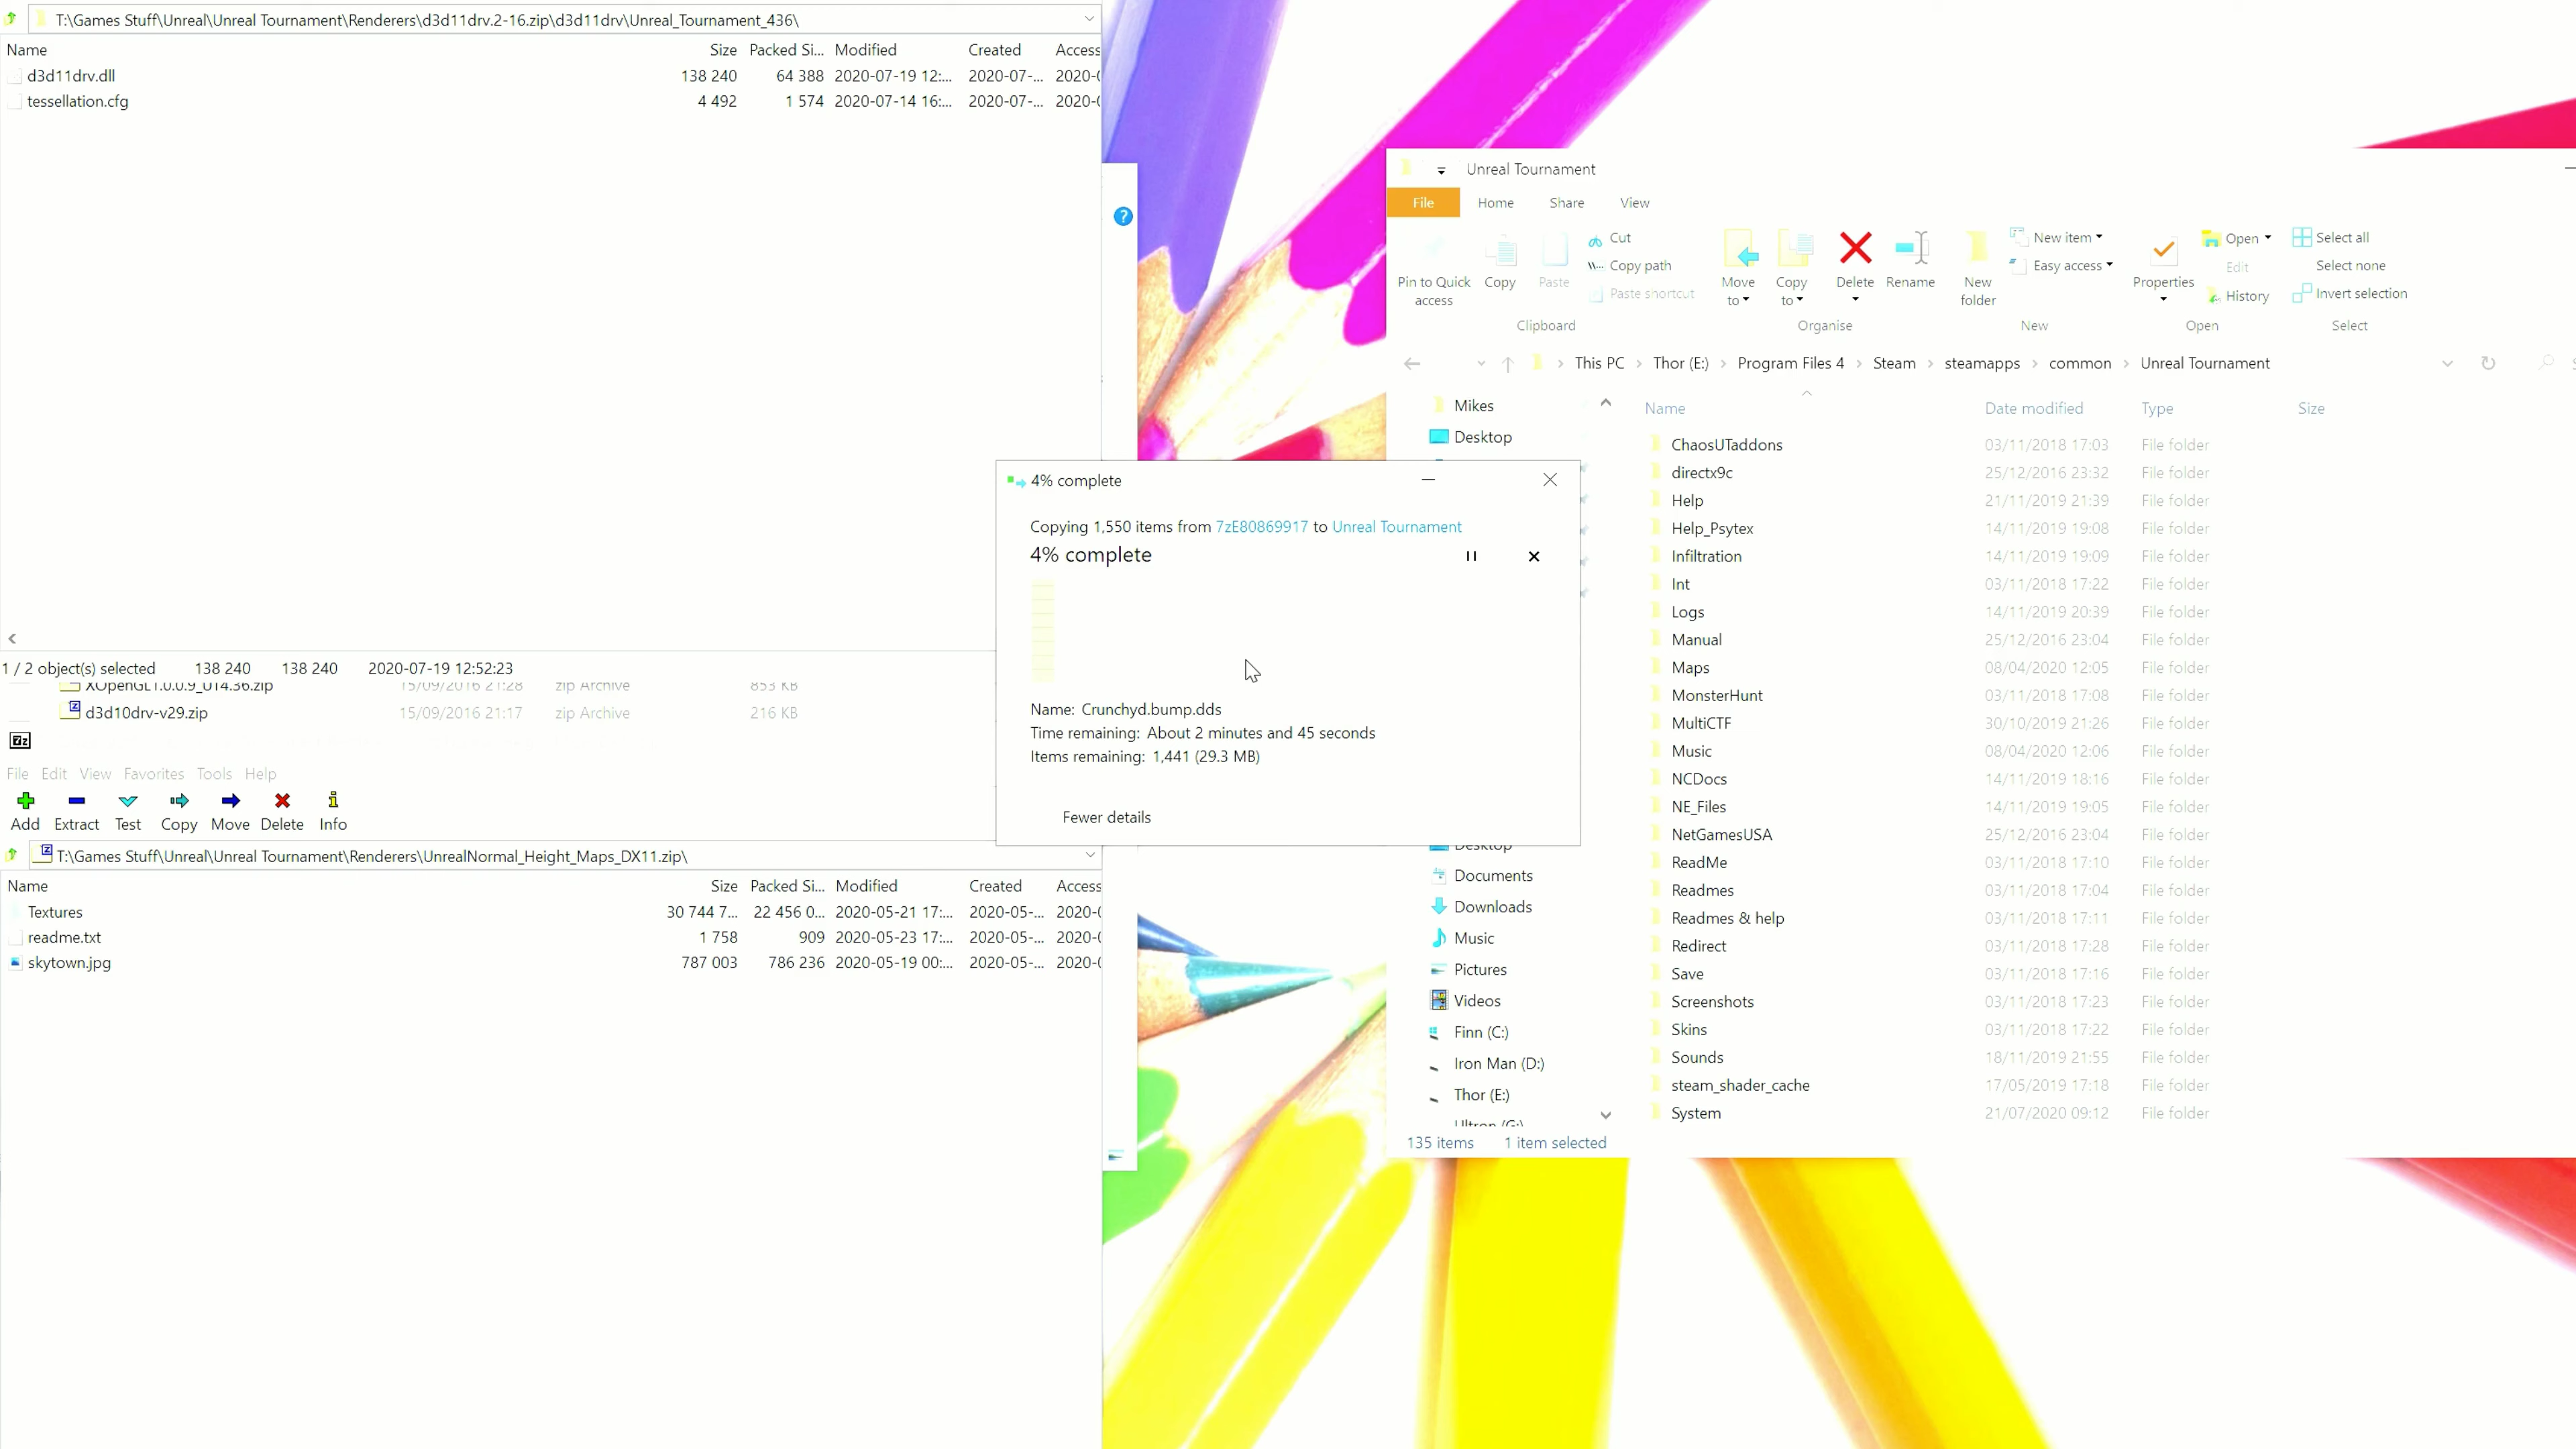 T:\Games Stuff\Unreal\Unreal Tournament\Renderers\d3d11drv.2-16.zip\d3d11drv\Unreal_Tournament_436\
Name Size Packed Si... Modified Created Access
d3d11drv.dll 138 240 64 388 2020-07-19 12:... 2020-07-... 2020-(
tessellation.cfg 4 492 1 574 2020-07-14 16:... 2020-07-... 2020-(
1 / 2 object(s) selected 138 240 138 240 2020-07-19 12:52:23
XOpenGL1.0.0.9_UT4.36.zip 15/09/2016 21:28 zip Archive 853 KB
d3d10drv-v29.zip 15/09/2016 21:17 zip Archive 216 KB
7z
File Edit View Favorites Tools Help
Add Extract Test Copy Move Delete Info
T:\Games Stuff\Unreal\Unreal Tournament\Renderers\UnrealNormal_Height_Maps_DX11.zip\
Name Size Packed Si... Modified Created Access
Textures 30 744 7... 22 456 0... 2020-05-21 17:... 2020-05-... 2020-(
readme.txt 1 758 909 2020-05-23 17:... 2020-05-... 2020-(
skytown.jpg 787 003 786 236 2020-05-19 00:... 2020-05-... 2020-(
4% complete
Copying 1,550 items from 7zE80869917 to Unreal Tournament
4% complete
Name: Crunchyd.bump.dds
Time remaining: About 2 minutes and 45 seconds
Items remaining: 1,441 (29.3 MB)
Fewer details
Unreal Tournament
File Home Share View
Pin to Quick access
Copy
Paste
Cut
Copy path
Paste shortcut
Clipboard
Move to
Copy to
Delete
Rename
Organise
New folder
New item
Easy access
New
Properties
Open
Edit
History
Open
Select all
Select none
Invert selection
Select
This PC > Thor (E:) > Program Files 4 > Steam > steamapps > common > Unreal Tournament
Mikes
Desktop
Desktop
Documents
Downloads
Music
Pictures
Videos
Finn (C:)
Iron Man (D:)
Thor (E:)
Ultron (G:)
Name Date modified Type Size
ChaosUTaddons 03/11/2018 17:03 File folder
directx9c 25/12/2016 23:32 File folder
Help 21/11/2019 21:39 File folder
Help_Psytex 14/11/2019 19:08 File folder
Infiltration 14/11/2019 19:09 File folder
Int 03/11/2018 17:22 File folder
Logs 14/11/2019 20:39 File folder
Manual 25/12/2016 23:04 File folder
Maps 08/04/2020 12:05 File folder
MonsterHunt 03/11/2018 17:08 File folder
MultiCTF 30/10/2019 21:26 File folder
Music 08/04/2020 12:06 File folder
NCDocs 14/11/2019 18:16 File folder
NE_Files 14/11/2019 19:05 File folder
NetGamesUSA 25/12/2016 23:04 File folder
ReadMe 03/11/2018 17:10 File folder
Readmes 03/11/2018 17:04 File folder
Readmes & help 03/11/2018 17:11 File folder
Redirect 03/11/2018 17:28 File folder
Save 03/11/2018 17:16 File folder
Screenshots 03/11/2018 17:23 File folder
Skins 03/11/2018 17:22 File folder
Sounds 18/11/2019 21:55 File folder
steam_shader_cache 17/05/2019 17:18 File folder
System 21/07/2020 09:12 File folder
135 items 1 item selected